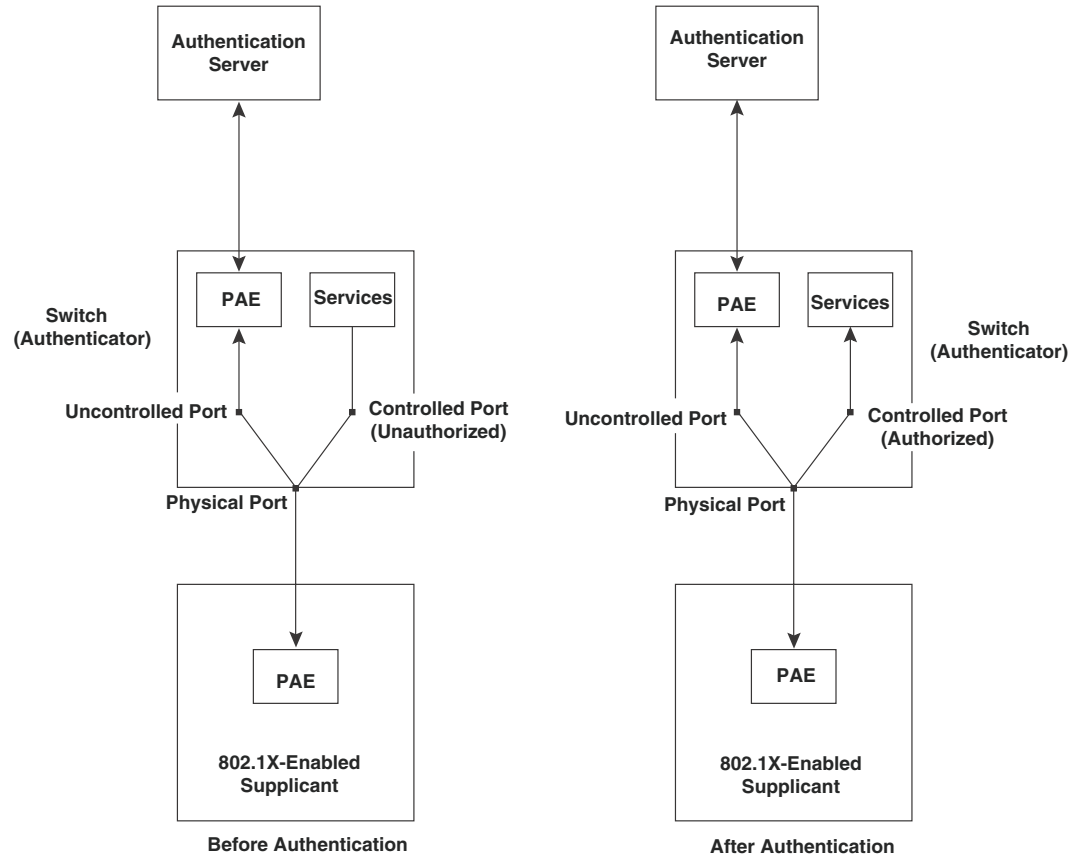 Authentication
Server
PAE
Services
Switch
(Authenticator)
Uncontrolled Port
Controlled Port
(Unauthorized)
Physical Port
PAE
802.1X-Enabled
Supplicant
Before Authentication
Authentication
Server
PAE
Services
Switch
(Authenticator)
Uncontrolled Port
Controlled Port
(Authorized)
Physical Port
PAE
802.1X-Enabled
Supplicant
After Authentication